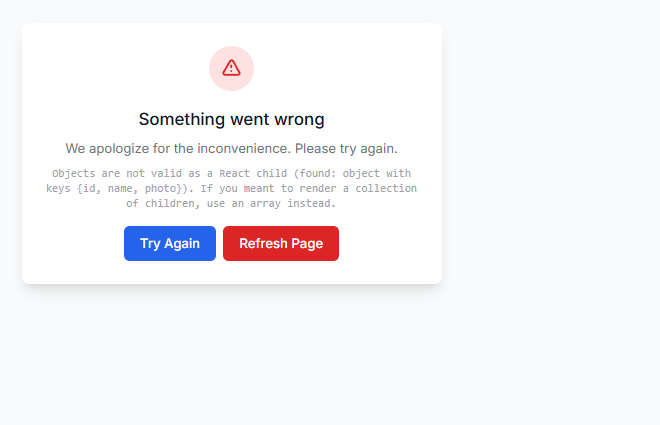 Something went wrong
We apologize for the inconvenience. Please try again.
Objects are not valid as a React child (found: object with
keys {id, name, photo}). If you meant to render a collection
of children, use an array instead.
Try Again
Refresh Page